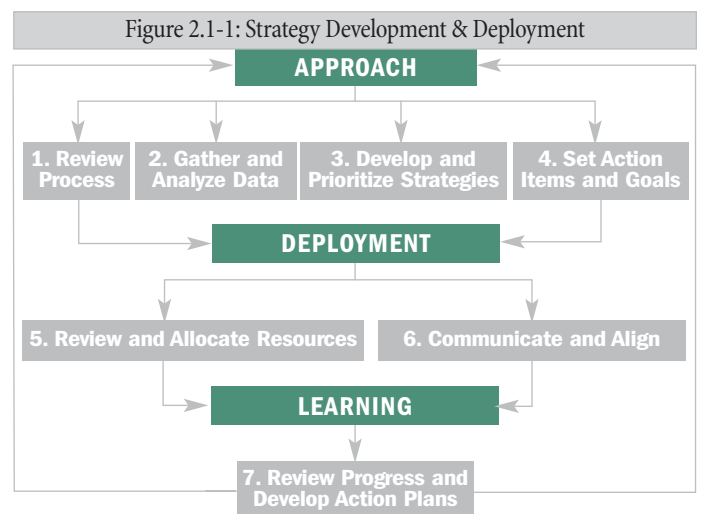 Figure 2.1-1: Strategy Development & Deployment
APPROACH
1. Review
Process
2. Gather and
Analyze Data
3. Develop and
Prioritize Strategies
4. Set Action
Items and Goals
DEPLOYMENT
5. Review and Allocate Resources
6. Communicate and Align
LEARNING
7. Review Progress and
Develop Action Plans